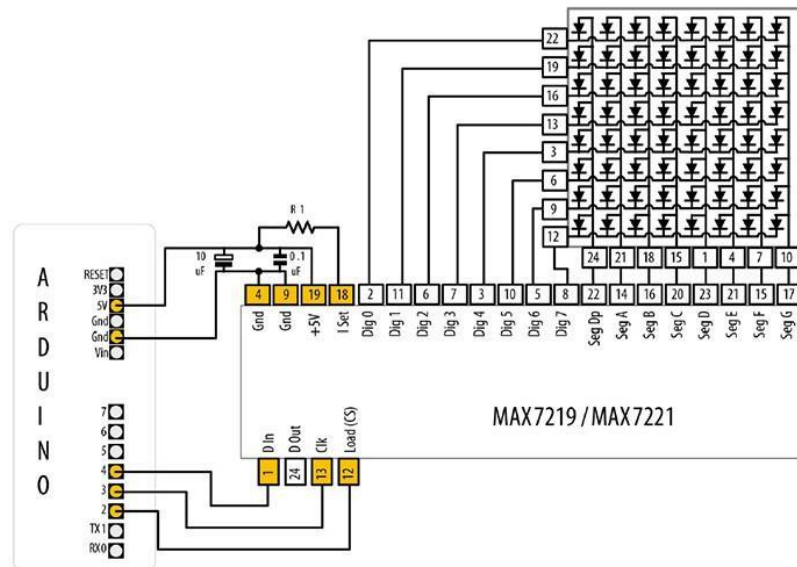 22
19
16
13
3
6
9
12
24 21 18 15 1 4 7 10
R 1
10 uF
0.1 uF
ARDUINO
RESET
3V3
5V
Gnd
Gnd
Vin
7
6
5
4
3
2
TX1
RX0
4 9 19 18 2 11 6 7 3 10 5 8 22 14 16 20 23 21 15 17
Gnd Gnd +5V I Set Dig 0 Dig 1 Dig 2 Dig 3 Dig 4 Dig 5 Dig 6 Dig 7 Seg Dp Seg A Seg B Seg C Seg D Seg E Seg F Seg G
MAX7219 / MAX7221
D In D Out Clk Load (CS)
1 24 13 12